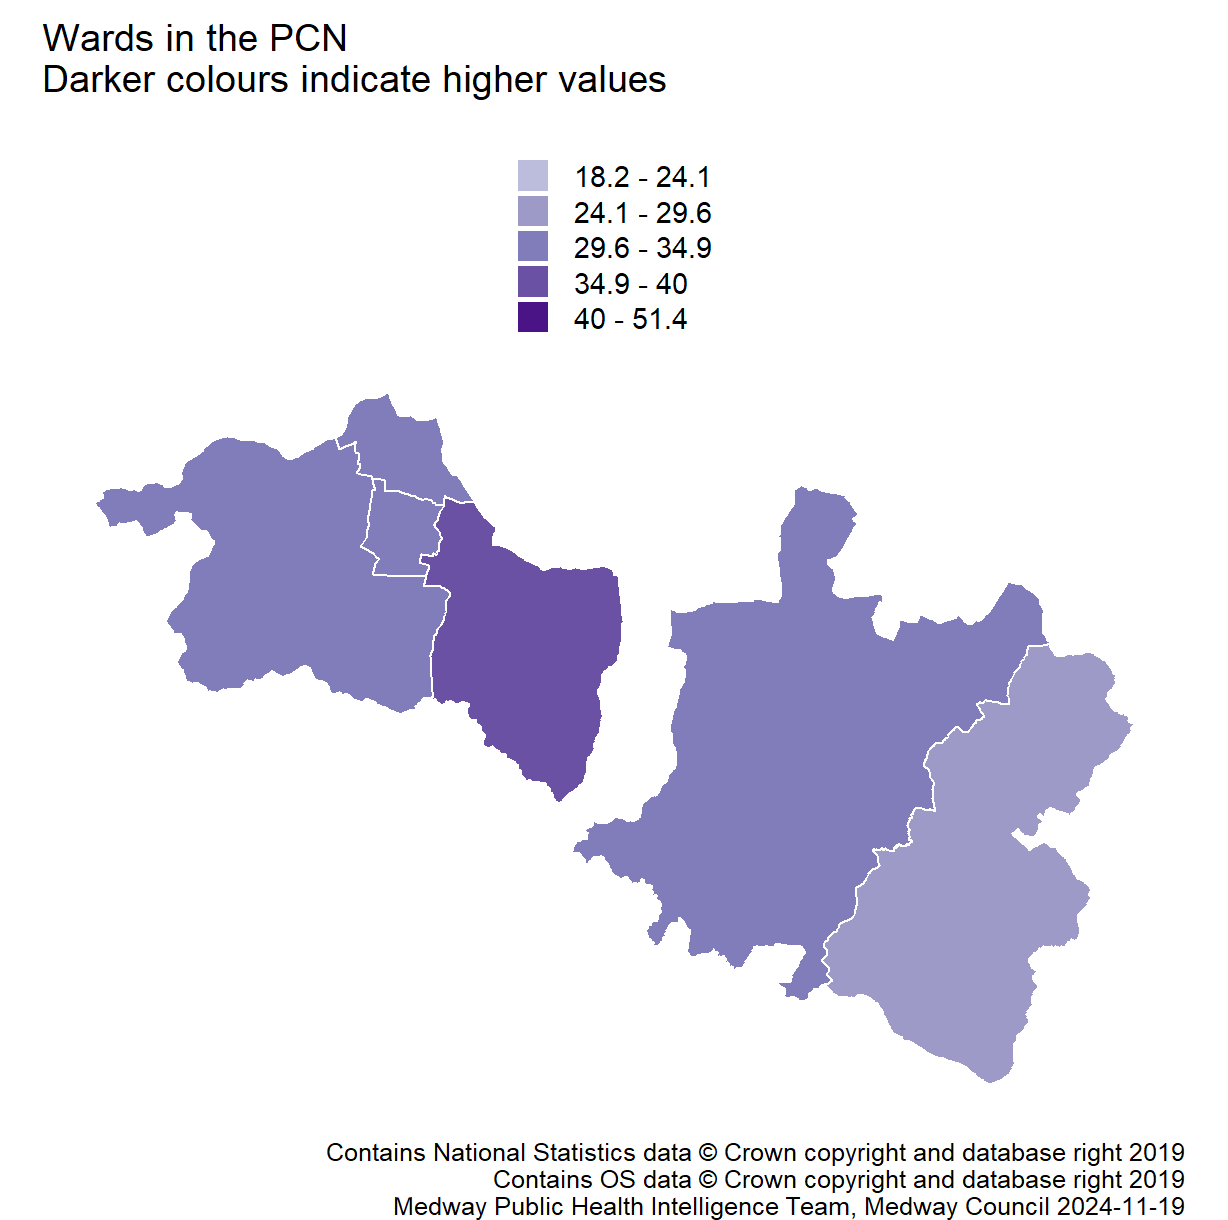 Wards in the PCN
Darker colours indicate higher values
18.2 - 24.1
24.1 - 29.6
29.6 - 34.9
34.9 - 40
40 - 51.4
Contains National Statistics data © Crown copyright and database right 2019
Contains OS data © Crown copyright and database right 2019
Medway Public Health Intelligence Team, Medway Council 2024-11-19